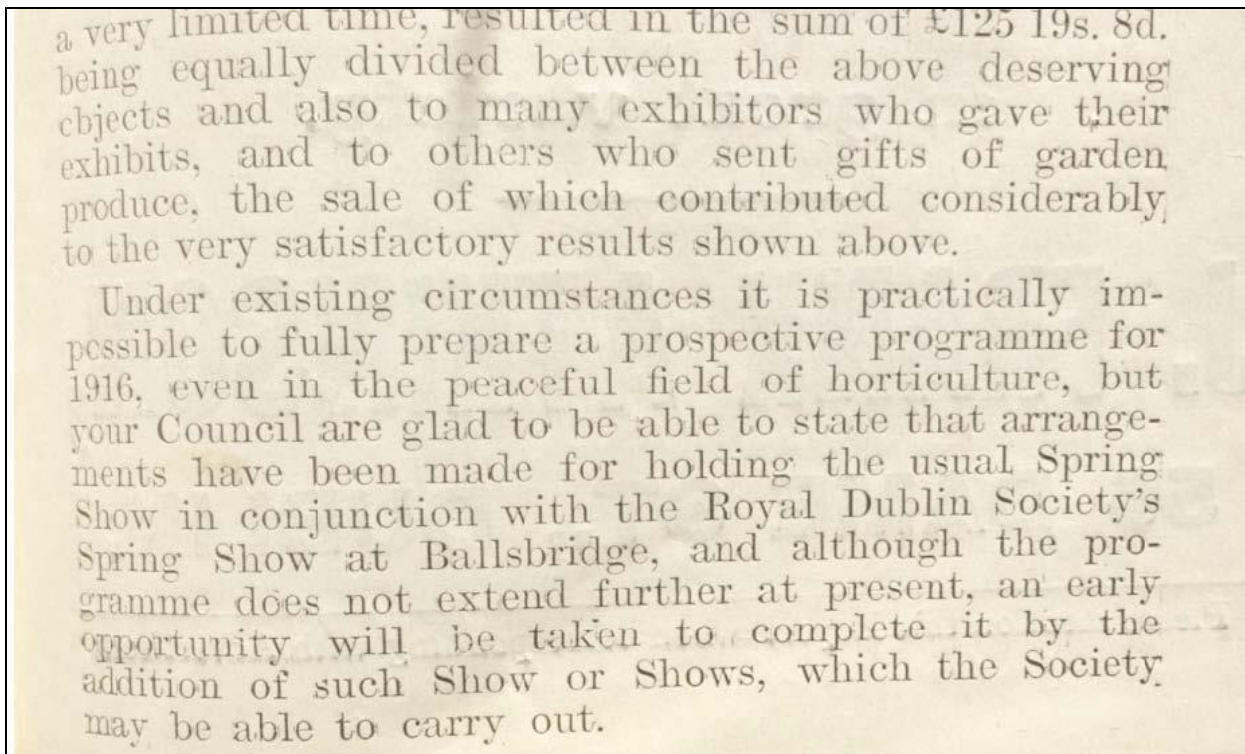 a very limited time, resulted in the sum of £125 19s. 8d.
being equally divided between the above deserving
objects and also to many exhibitors who gave their
exhibits, and to others who sent gifts of garden
produce, the sale of which contributed considerably
to the very satisfactory results shown above.
Under existing circumstances it is practically im-
possible to fully prepare a prospective programme for
1916, even in the peaceful field of horticulture, but
your Council are glad to be able to state that arrange-
ments have been made for holding the usual Spring
Show in conjunction with the Royal Dublin Society's
Spring Show at Ballsbridge, and although the pro-
gramme does not extend further at present, an early
opportunity will be taken to complete it by the
addition of such Show or Shows, which the Society
may be able to carry out.